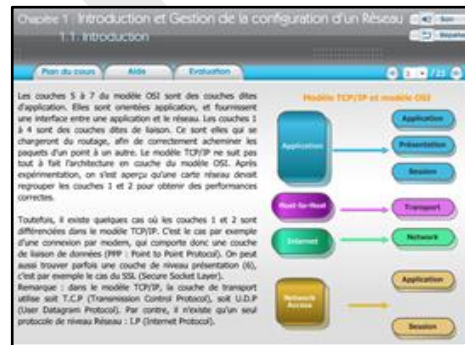 Chapitre 1 : Introduction et Gestion de la configuration d'un Réseau
1.1. Introduction
Son
Plan du cours
Aide
Evaluation
1
/ 23
Les couches 5 à 7 du modèle OSI sont des couches dites
d'application. Elles sont orientées application, et fournissent
une interface entre une application et le réseau. Les couches 1
à 4 sont des couches dites de liaison. Ce sont elles qui se
chargeront du routage, afin de correctement acheminer les
paquets d'un point à un autre. Le modèle TCP/IP ne suit pas
tout à fait l'architecture en couche du modèle OSI. Après
expérimentation, on s'est aperçu qu'une carte réseau devait
regrouper les couches 1 et 2 pour obtenir des performances
correctes.
Toutefois, il existe quelques cas où les couches 1 et 2 sont
différenciées dans le modèle TCP/IP. C'est le cas par exemple
d'une connexion par modem, qui comporte donc une couche
de liaison de données (PPP : Point to Point Protocol). On peut
aussi trouver parfois une couche de niveau présentation (6),
c'est par exemple le cas du SSL (Secure Socket Layer).
Remarque : dans le modèle TCP/IP, la couche de transport
utilise soit T.C.P (Transmission Control Protocol), soit U.D.P
(User Datagram Protocol). Par contre, il n'existe qu'un seul
protocole de niveau Réseau : I.P (Internet Protocol).
Modèle TCP/IP et modèle OSI
Application
Application
Présentation
Session
Host-to-Host
Transport
Internet
Network
Network
Access
Application
Session